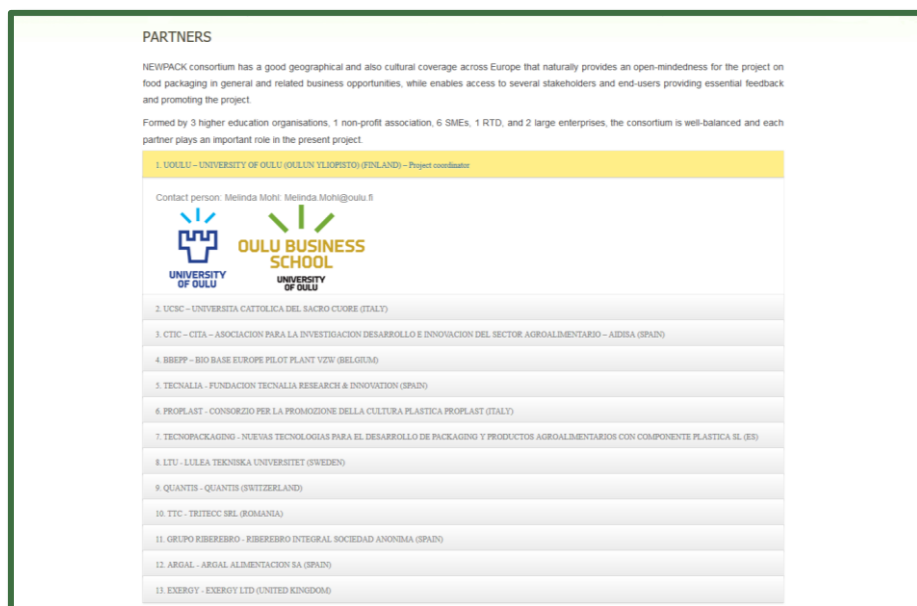 PARTNERS
NEWPACK consortium has a good geographical and also cultural coverage across Europe that naturally provides an open-mindedness for the project on
food packaging in general and related business opportunities, while enables access to several stakeholders and end-users providing essential feedback
and promoting the project.
Formed by 3 higher education organisations, 1 non-profit association, 6 SMEs, 1 RTD, and 2 large enterprises, the consortium is well-balanced and each
partner plays an important role in the present project.
1. UOULU – UNIVERSITY OF OULU (OULUN YLIOPISTO) (FINLAND) – Project coordinator
Contact person: Melinda Mohl: Melinda.Mohl@oulu.fi
UNIVERSITY
OF OULU
OULU BUSINESS
SCHOOL
UNIVERSITY
OF OULU
2. UCSC – UNIVERSITA CATTOLICA DEL SACRO CUORE (ITALY)
3. CTIC – CITA – ASOCIACION PARA LA INVESTIGACION DESARROLLO E INNOVACION DEL SECTOR AGROALIMENTARIO – AIDISA (SPAIN)
4. BBEPP – BIO BASE EUROPE PILOT PLANT VZW (BELGIUM)
5. TECNALIA - FUNDACION TECNALIA RESEARCH & INNOVATION (SPAIN)
6. PROPLAST - CONSORZIO PER LA PROMOZIONE DELLA CULTURA PLASTICA PROPLAST (ITALY)
7. TECNOPACKAGING - NUEVAS TECNOLOGIAS PARA EL DESARROLLO DE PACKAGING Y PRODUCTOS AGROALIMENTARIOS CON COMPONENTE PLASTICA SL (ES)
8. LTU - LULEA TEKNISKA UNIVERSITET (SWEDEN)
9. QUANTIS - QUANTIS (SWITZERLAND)
10. TTC - TRITECC SRL (ROMANIA)
11. GRUPO RIBEREBRO - RIBEREBRO INTEGRAL SOCIEDAD ANONIMA (SPAIN)
12. ARGAL - ARGAL ALIMENTACION SA (SPAIN)
13. EXERGY - EXERGY LTD (UNITED KINGDOM)